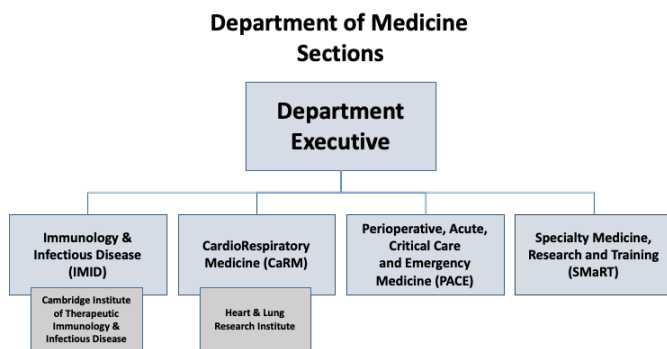 Department of Medicine
Sections
Department
Executive
Immunology &
Infectious Disease
(IMID)
CardioRespiratory
Medicine (CaRM)
Perioperative, Acute,
Critical Care
and Emergency
Medicine (PACE)
Specialty Medicine,
Research and Training
(SMaRT)
Cambridge Institute
of Therapeutic
Immunology &
Infectious Disease
Heart & Lung
Research Institute